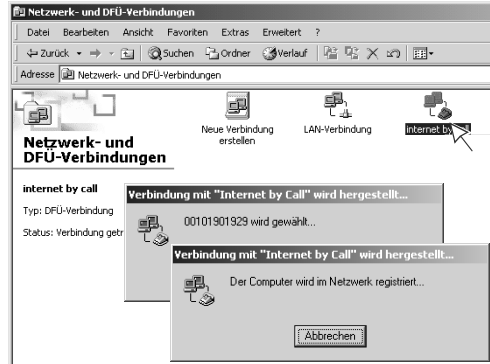 Netzwerk- und DFÜ-Verbindungen
Datei Bearbeiten Ansicht Favoriten Extras Erweitert ?
Zurück Suchen Ordner Verlauf
Adresse Netzwerk- und DFÜ-Verbindungen
Netzwerk- und
DFÜ-Verbindungen
Neue Verbindung
erstellen
LAN-Verbindung
internet by call
internet by call
Typ: DFÜ-Verbindung
Status: Verbindung getr
Verbindung mit "Internet by Call" wird hergestellt...
00101901929 wird gewählt...
Verbindung mit "Internet by Call" wird hergestellt...
Der Computer wird im Netzwerk registriert...
Abbrechen